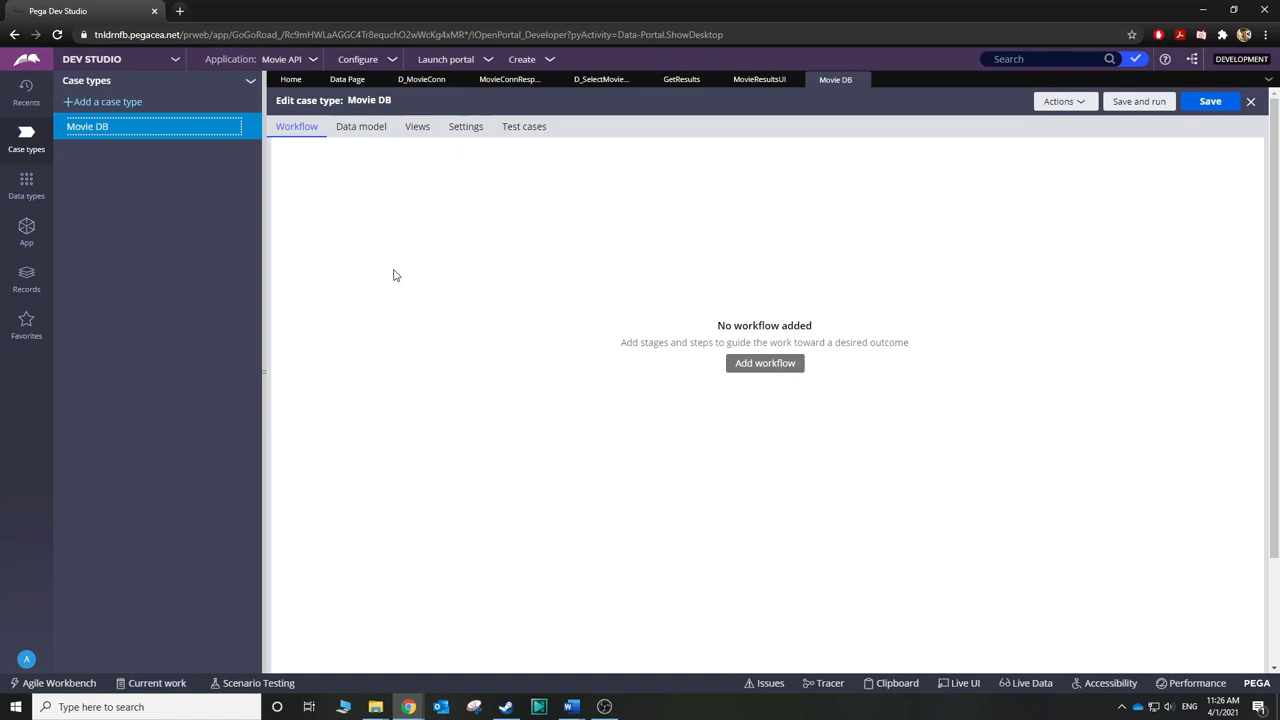 Pega Dev Studio
tnldrnfb.pegacea.net/prweb/app/GoGoRoad_/Rc9mHWLaAGGC4Tr8equchO2wWcKg4xMR*/!OpenPortal_Developer?pyActivity=Data-Portal.ShowDesktop
DEV STUDIO
Application: Movie API
Configure
Launch portal
Create
Search
DEVELOPMENT
Recents
Case types
Data types
App
Records
Favorites
A
Case types
+Add a case type
Movie DB
Home
Data Page
D_MovieConn
MovieConnResp...
D_SelectMovie...
GetResults
MovieResultsUI
Movie DB
Edit case type: Movie DB
Actions
Save and run
Save
Workflow
Data model
Views
Settings
Test cases
No workflow added
Add stages and steps to guide the work toward a desired outcome
Add workflow
Agile Workbench
Current work
Scenario Testing
Issues
Tracer
Clipboard
Live UI
Live Data
Accessibility
Performance
PEGA
Type here to search
ENG
11:26 AM
4/1/2021